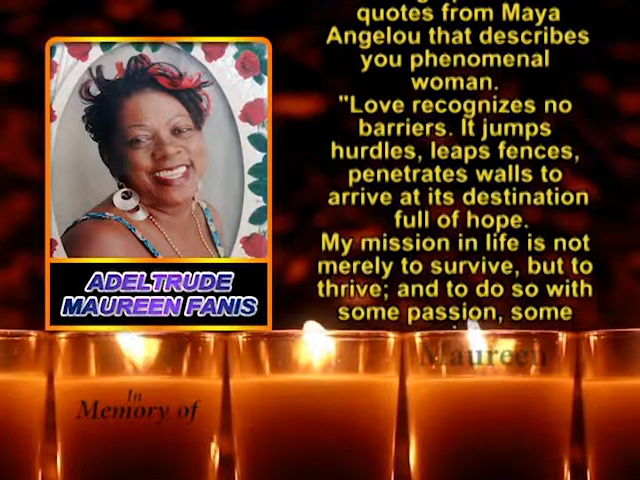 quotes from Maya
Angelou that describes
you phenomenal
woman.
"Love recognizes no
barriers. It jumps
hurdles, leaps fences,
penetrates walls to
arrive at its destination
full of hope.
My mission in life is not
merely to survive, but to
thrive; and to do so with
some passion, some
ADELTRUDE
MAUREEN FANIS
In
Memory of
Maureen